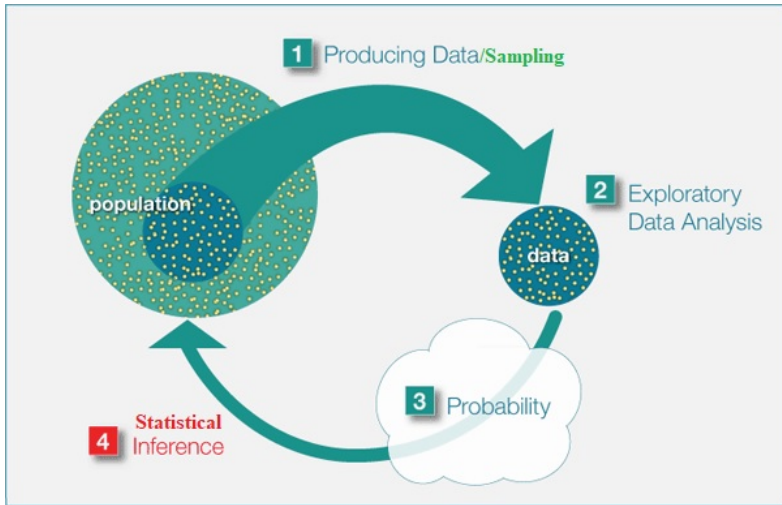 1 Producing Data/Sampling
population
2 Exploratory
Data Analysis
data
3 Probability
4 Statistical
Inference